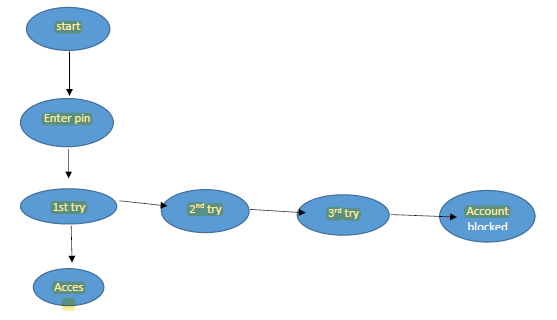 start
Enter pin
1st try
2nd try
3rd try
Account
blocked
Acces